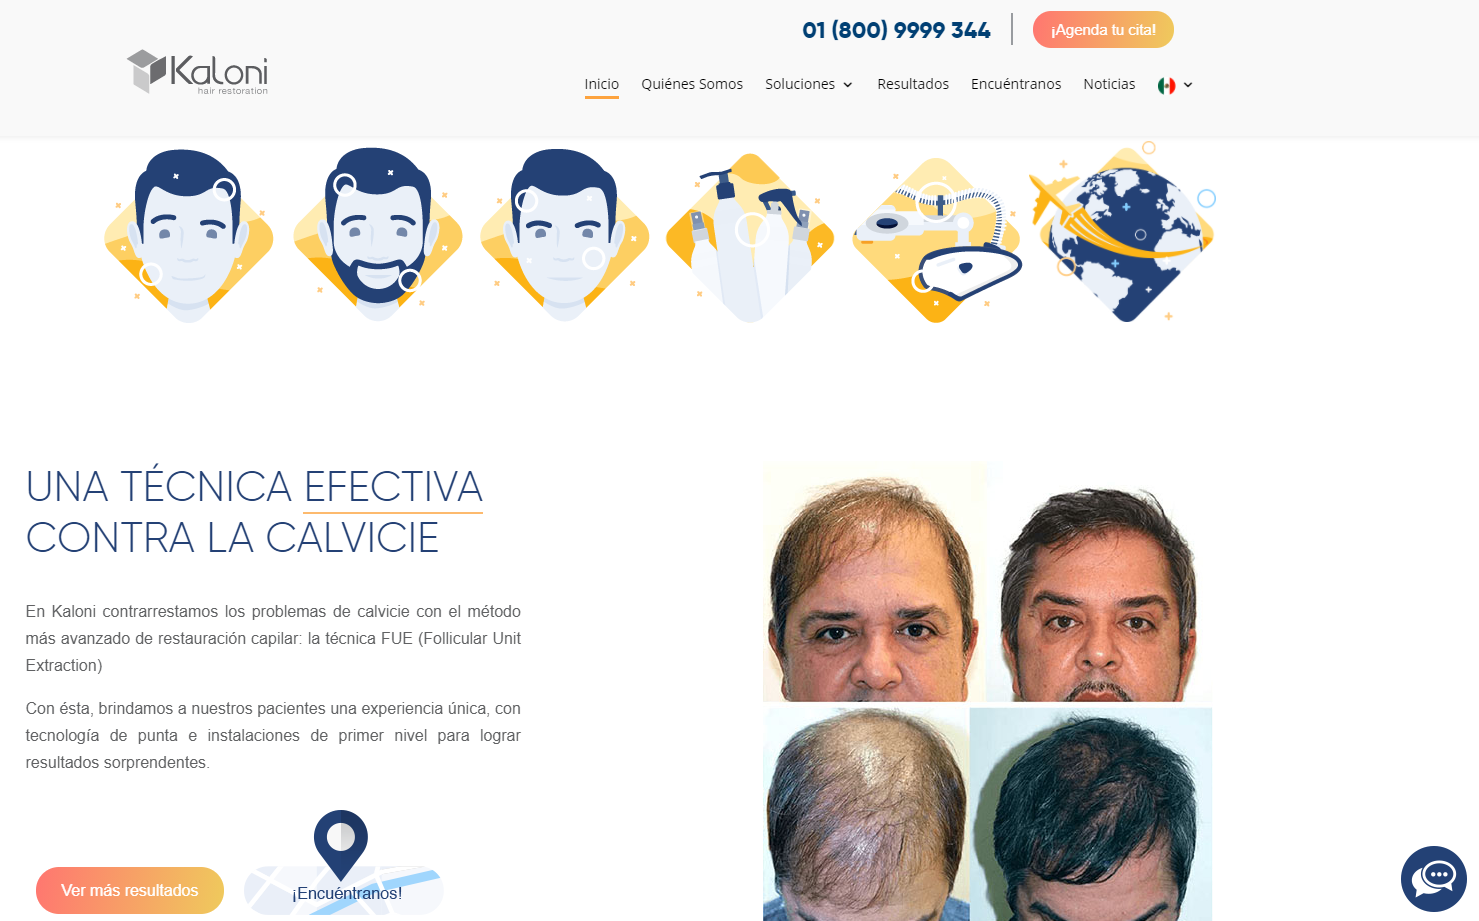 01 (800) 9999 344
¡Agenda tu cita!
Kaloni
hair restoration
Inicio
Quiénes Somos
Soluciones
Resultados
Encuéntranos
Noticias
UNA TÉCNICA EFECTIVA
CONTRA LA CALVICIE
En Kaloni contrarrestamos los problemas de calvicie con el método
más avanzado de restauración capilar: la técnica FUE (Follicular Unit
Extraction)
Con ésta, brindamos a nuestros pacientes una experiencia única, con
tecnología de punta e instalaciones de primer nivel para lograr
resultados sorprendentes.
Ver más resultados
¡Encuéntranos!